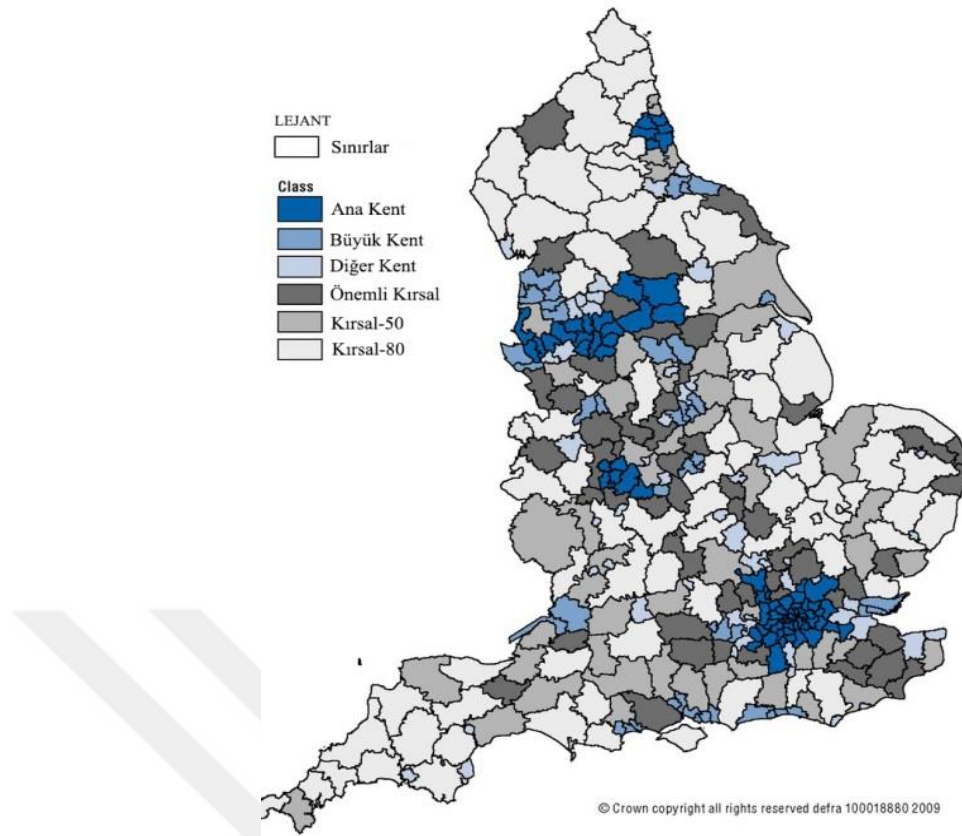 LEJANT
Sınırlar
Class
Ana Kent
Büyük Kent
Diğer Kent
Önemli Kırsal
Kırsal-50
Kırsal-80
© Crown copyright all rights reserved defra 100018880 2009